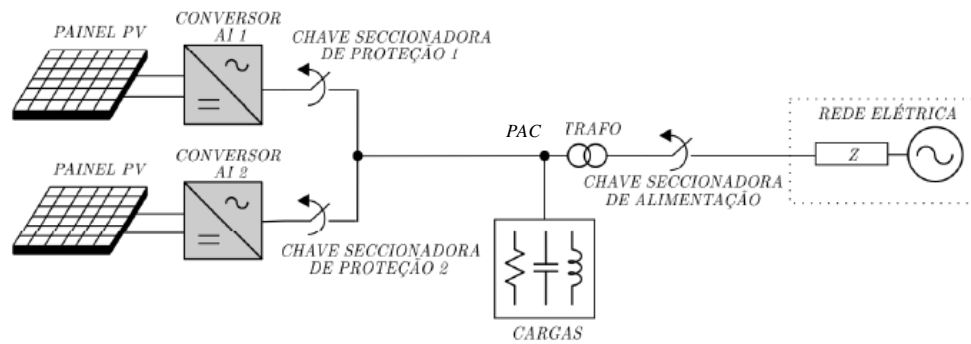 PAINEL PV
CONVERSOR
AI 1
CHAVE SECCIONADORA
DE PROTEÇÃO 1
PAC
TRAFO
REDE ELÉTRICA
Z
PAINEL PV
CONVERSOR
AI 2
CHAVE SECCIONADORA
DE ALIMENTAÇÃO
CHAVE SECCIONADORA
DE PROTEÇÃO 2
CARGAS